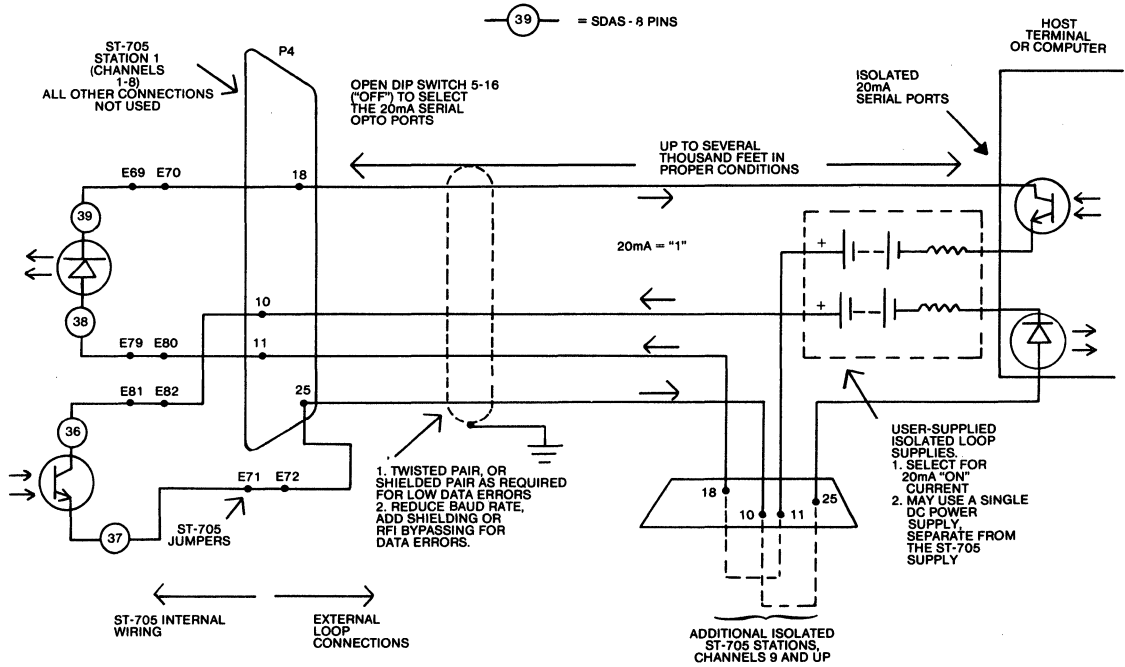 39 = SDAS - 8 PINS
HOST
TERMINAL
OR COMPUTER
ST-705
STATION 1
(CHANNELS
1-8)
ALL OTHER CONNECTIONS
NOT USED
P4
OPEN DIP SWITCH 5-16
("OFF") TO SELECT
THE 20mA SERIAL
OPTO PORTS
ISOLATED
20mA
SERIAL PORTS
UP TO SEVERAL
THOUSAND FEET IN
PROPER CONDITIONS
E69 E70
18
39
20mA = "1"
+
10
+
38
E79 E80
11
E81 E82
25
36
1. TWISTED PAIR, OR
SHIELDED PAIR AS REQUIRED
FOR LOW DATA ERRORS
2. REDUCE BAUD RATE,
ADD SHIELDING OR
RFI BYPASSING FOR
DATA ERRORS.
USER-SUPPLIED
ISOLATED LOOP
SUPPLIES.
1. SELECT FOR
20mA "ON"
CURRENT
2. MAY USE A SINGLE
DC POWER
SUPPLY,
SEPARATE FROM
THE ST-705
SUPPLY
E71 E72
18
25
10
11
37
ST-705
JUMPERS
ST-705 INTERNAL
WIRING
EXTERNAL
LOOP
CONNECTIONS
ADDITIONAL ISOLATED
ST-705 STATIONS,
CHANNELS 9 AND UP